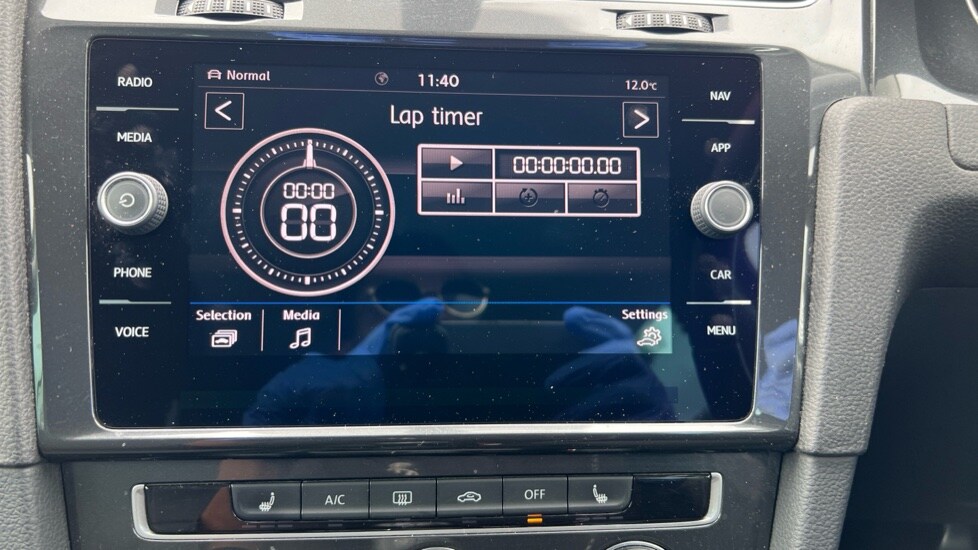 RADIO
MEDIA
PHONE
VOICE
Normal 11:40 12.0°C
< Lap timer >
00:00
00
00:00:00.00
Selection Media Settings
NAV
APP
CAR
MENU
A/C OFF